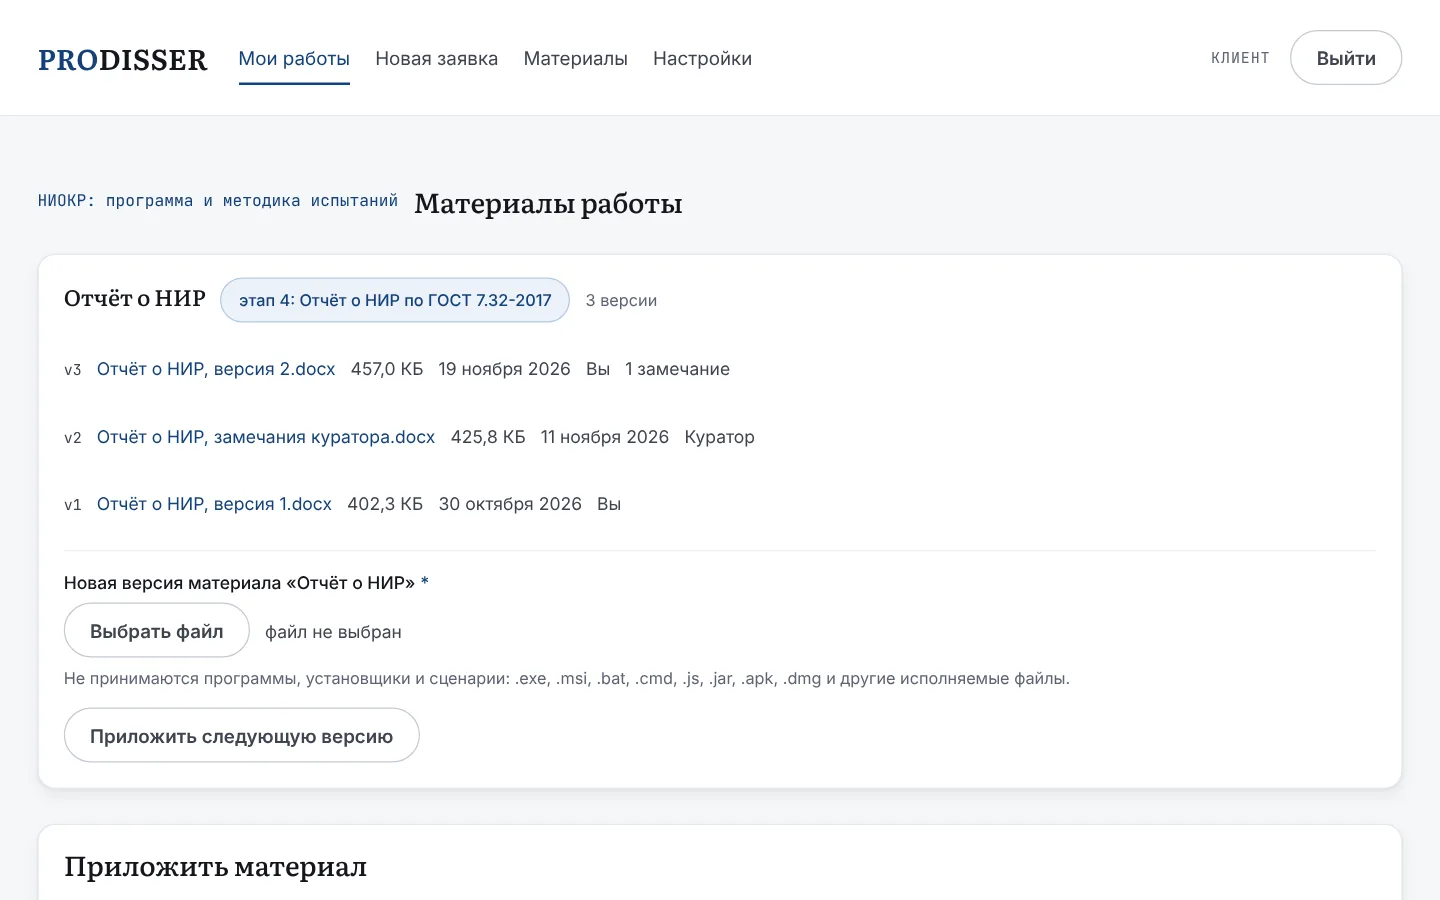 PRODISSER Мои работы Новая заявка Материалы Настройки КЛИЕНТ Выйти
НИОКР: программа и методика испытаний Материалы работы
Отчёт о НИР этап 4: Отчёт о НИР по ГОСТ 7.32-2017 3 версии
v3 Отчёт о НИР, версия 2.docx 457,0 КБ 19 ноября 2026 Вы 1 замечание
v2 Отчёт о НИР, замечания куратора.docx 425,8 КБ 11 ноября 2026 Куратор
v1 Отчёт о НИР, версия 1.docx 402,3 КБ 30 октября 2026 Вы
Новая версия материала «Отчёт о НИР» *
Выбрать файл файл не выбран
Не принимаются программы, установщики и сценарии: .exe, .msi, .bat, .cmd, .js, .jar, .apk, .dmg и другие исполняемые файлы.
Приложить следующую версию
Приложить материал